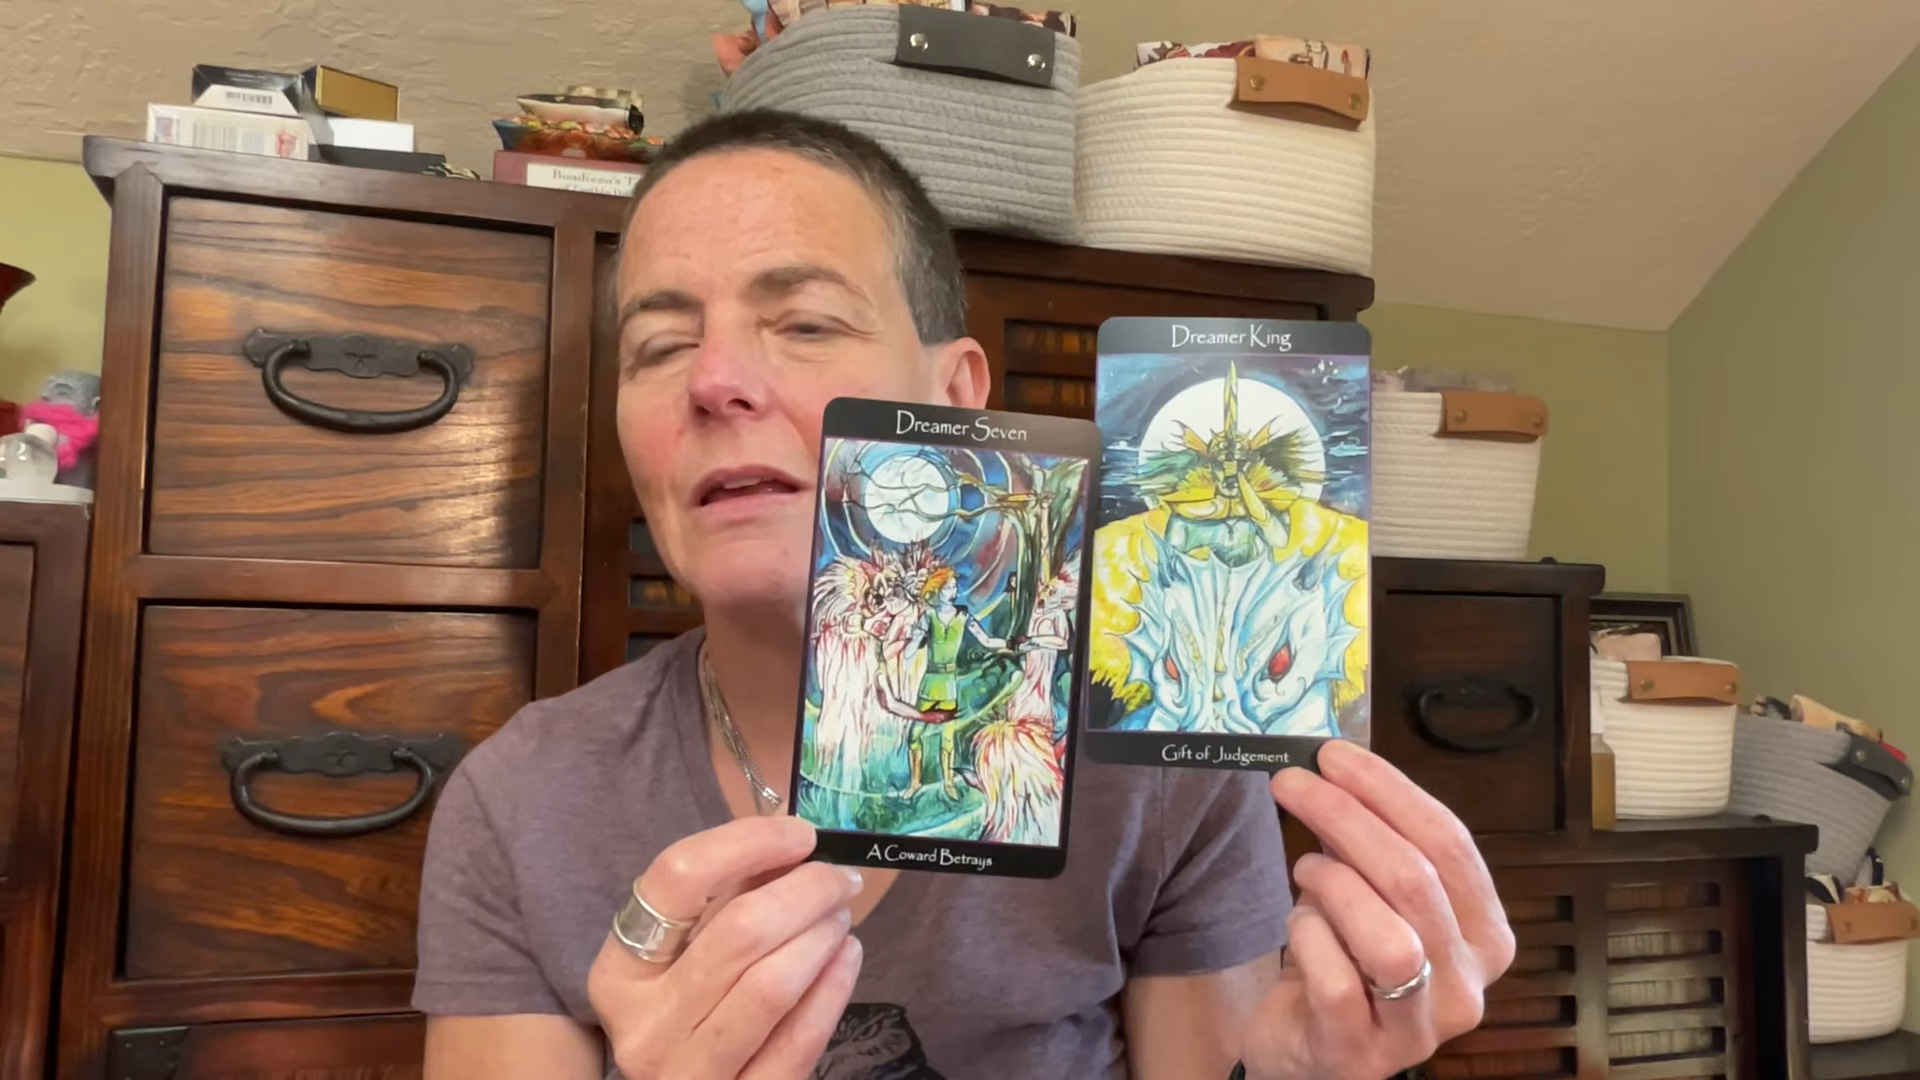 Boadicea's T
Dreamer King
Gift of Judgement
Dreamer Seven
A Coward Betrays